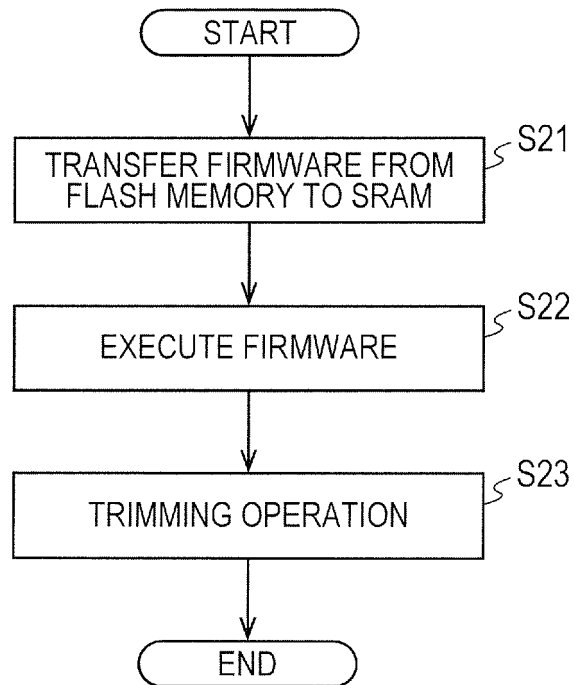 START
S21
TRANSFER FIRMWARE FROM
FLASH MEMORY TO SRAM
S22
EXECUTE FIRMWARE
S23
TRIMMING OPERATION
END